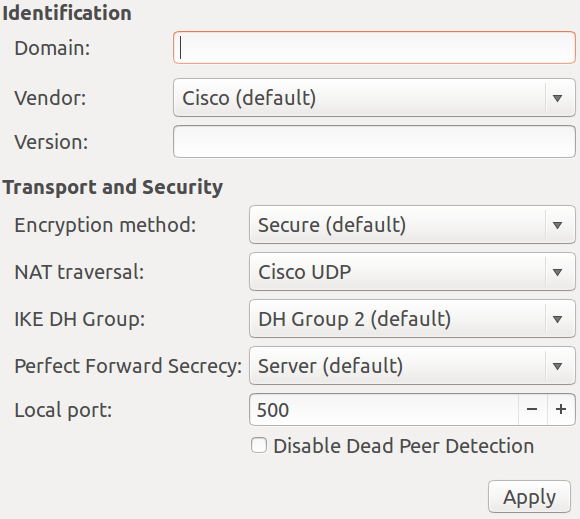 Identification
Domain:
Vendor: Cisco (default)
Version:
Transport and Security
Encryption method: Secure (default)
NAT traversal: Cisco UDP
IKE DH Group: DH Group 2 (default)
Perfect Forward Secrecy: Server (default)
Local port: 500 − +
Disable Dead Peer Detection
Apply